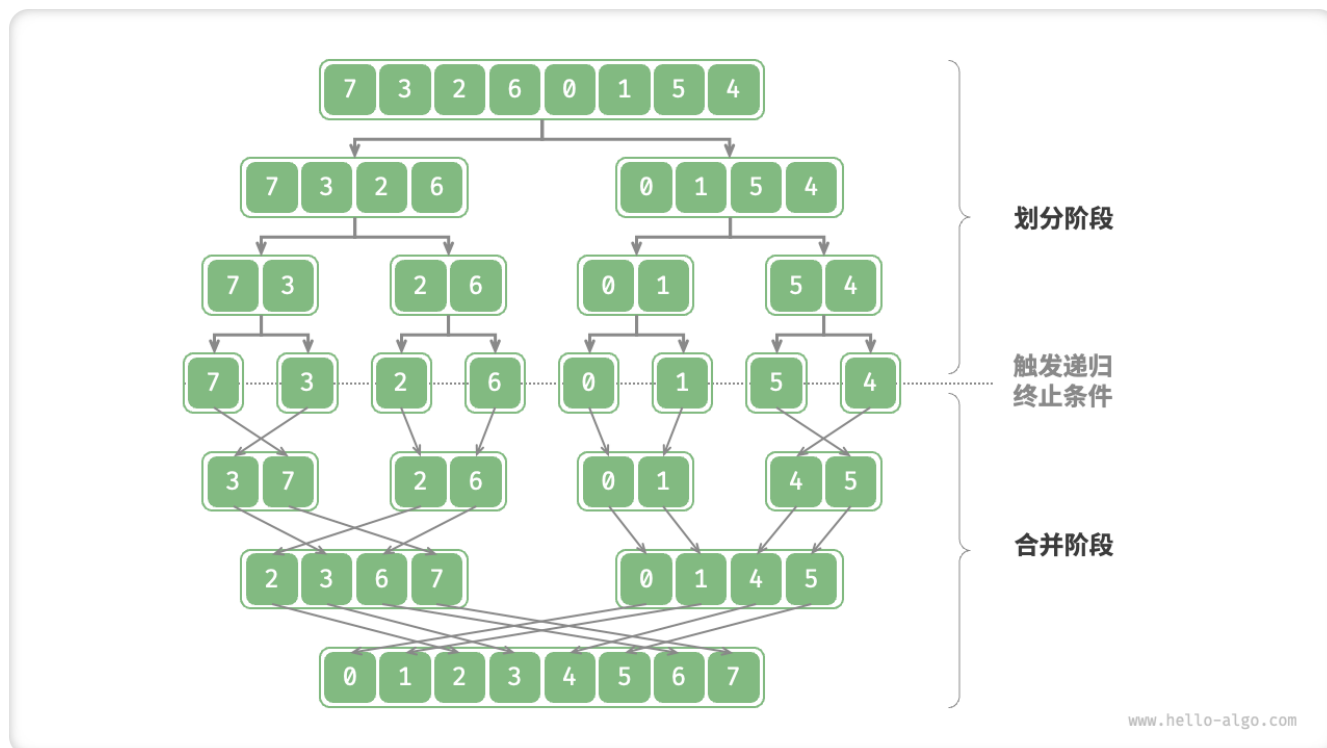 7 3 2 6 0 1 5 4
7 3 2 6 0 1 5 4
划分阶段
7 3 2 6 0 1 5 4
7 3 2 6 0 1 5 4
触发递归
终止条件
3 7 2 6 0 1 4 5
合并阶段
2 3 6 7 0 1 4 5
0 1 2 3 4 5 6 7
www.hello-algo.com